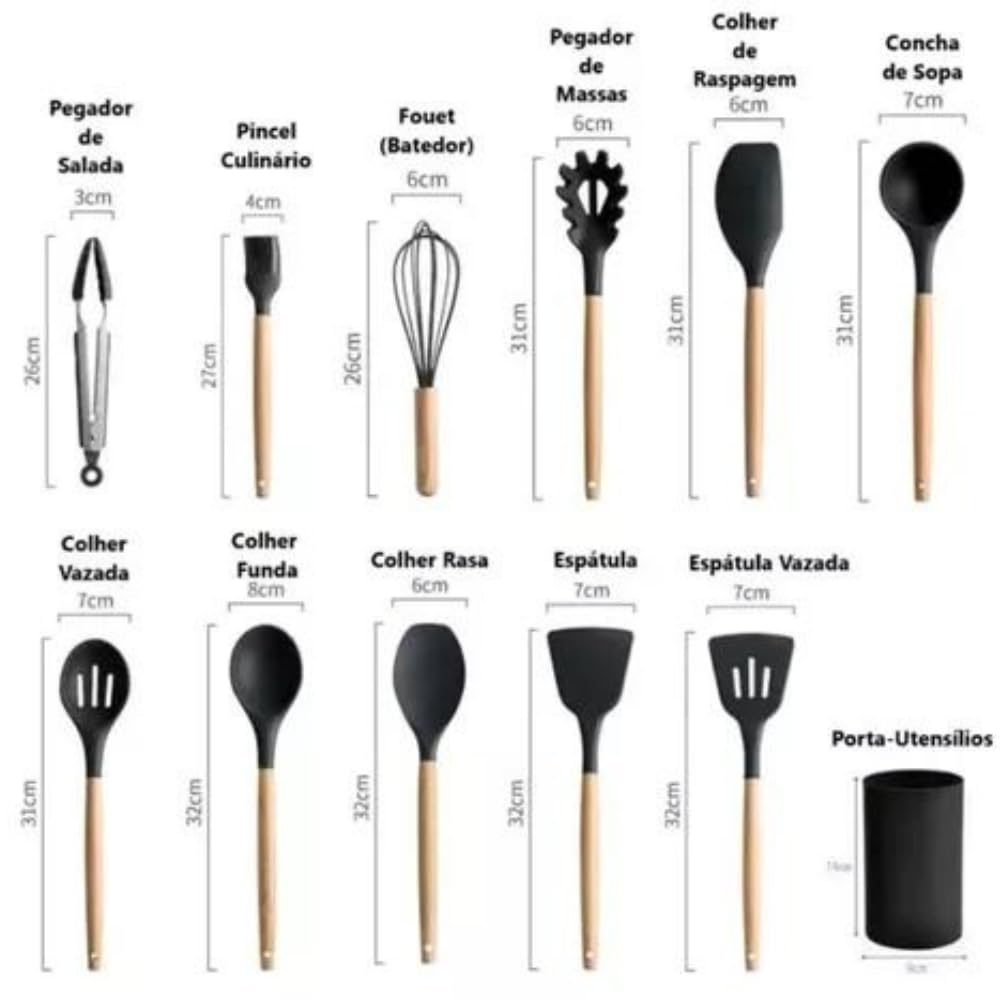 Pegador
de
Salada
3cm
26cm
Pincel
Culinário
4cm
27cm
Fouet
(Batedor)
6cm
26cm
Pegador
de
Massas
6cm
31cm
Colher
de
Raspagem
6cm
31cm
Concha
de Sopa
7cm
31cm
Colher
Vazada
7cm
31cm
Colher
Funda
8cm
32cm
Colher Rasa
6cm
32cm
Espátula
7cm
32cm
Espátula Vazada
7cm
32cm
Porta-Utensílios